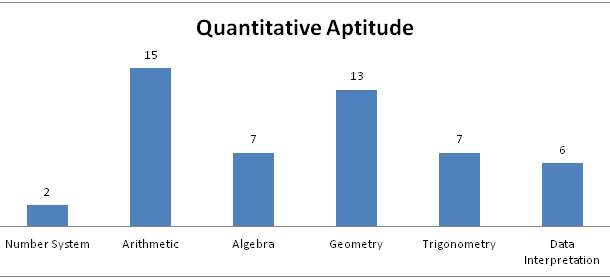 Quantitative Aptitude
2
15
7
13
7
6
Number System
Arithmetic
Algebra
Geometry
Trigonometry
Data
Interpretation